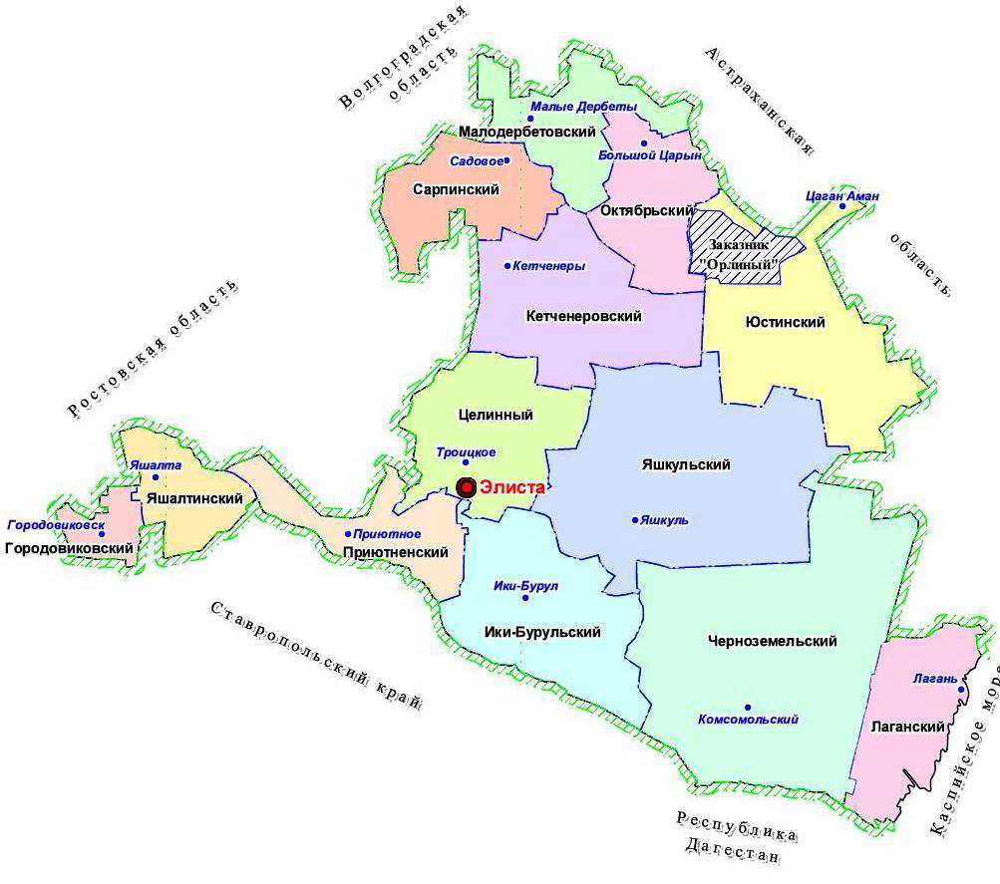 Волгоградская
область
Астраханская
область
Малые Дербеты
Малодербетовский
Большой Царын
Садовое
Сарпинский
Октябрьский
Цаган Аман
Заказник
"Орлиный"
Кетченеры
Кетченеровский
Юстинский
Ростовская область
Целинный
Троицкое
Элиста
Яшкульский
Яшкуль
Яшалта
Яшалтинский
Городовиковск
Городовиковский
Приютное
Приютненский
Ики-Бурул
Ики-Бурульский
Ставропольский край
Черноземельский
Комсомольский
Лагань
Лаганский
Каспийское море
Республика
Дагестан